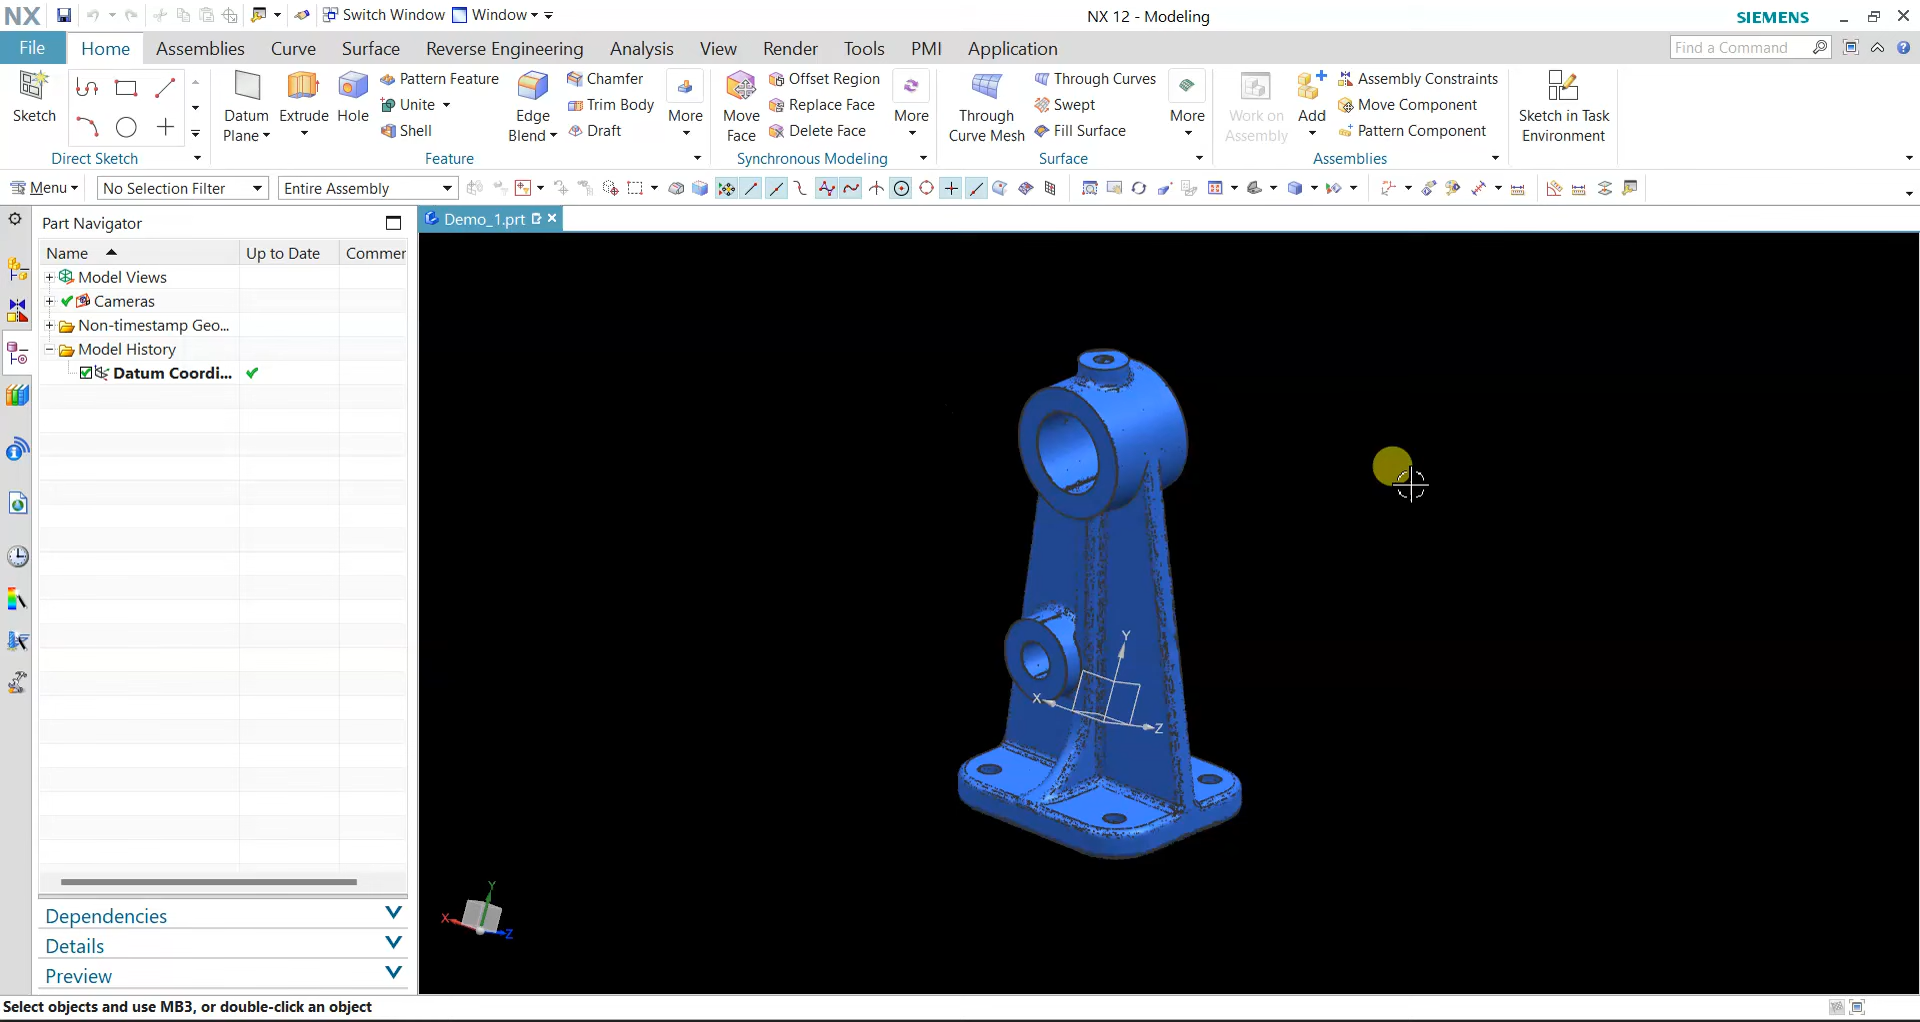 NX Switch Window Window NX 12 - Modeling SIEMENS
File Home Assemblies Curve Surface Reverse Engineering Analysis View Render Tools PMI Application Find a Command
Sketch
Direct Sketch
Datum Plane
Extrude
Hole
Pattern Feature
Unite
Shell
Edge Blend
Chamfer
Trim Body
Draft
More
Feature
Move Face
Offset Region
Replace Face
Delete Face
More
Synchronous Modeling
Through Curve Mesh
Through Curves
Swept
Fill Surface
More
Surface
Work on Assembly
Add
Assembly Constraints
Move Component
Pattern Component
Assemblies
Sketch in Task Environment
Menu No Selection Filter Entire Assembly
Part Navigator
Demo_1.prt
Name Up to Date Commer
Model Views
Cameras
Non-timestamp Geo...
Model History
Datum Coordi...
Y
X
Z
Y
X
Z
Dependencies
Details
Preview
Select objects and use MB3, or double-click an object